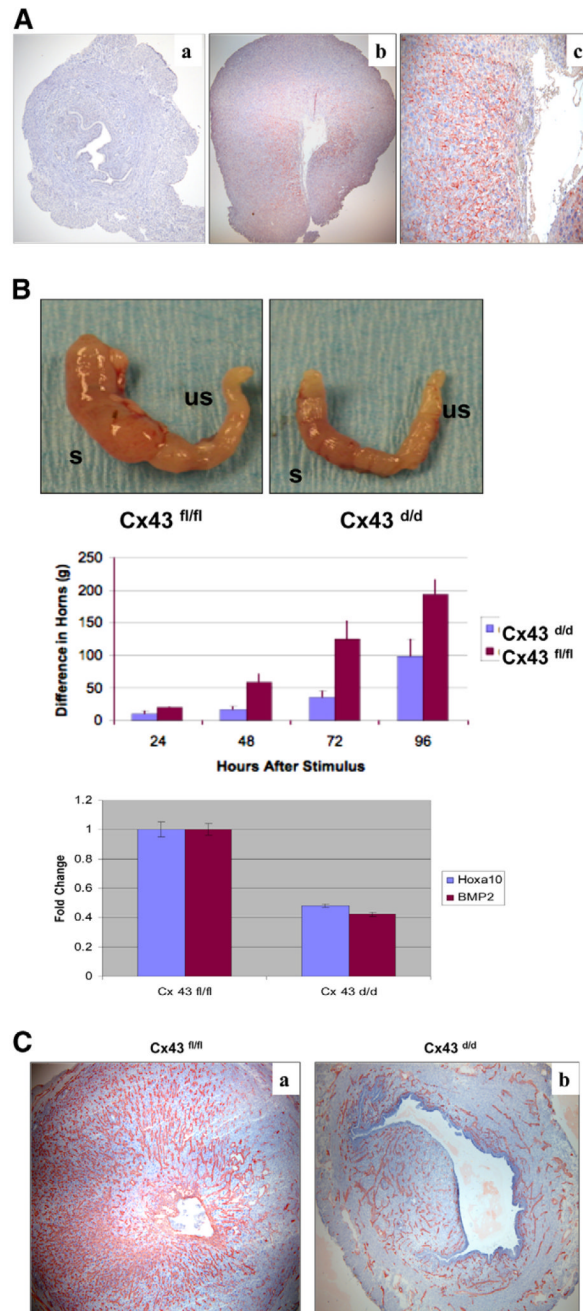 A
a
b
c
B
us
s
us
s
Cx43 fl/fl
Cx43 d/d
250
200
150
100
50
0
Difference in Horns (g)
24 48 72 96
Hours After Stimulus
Cx43 d/d
Cx43 fl/fl
1.2
1
0.8
0.6
0.4
0.2
0
Fold Change
Cx 43 fl/fl
Cx 43 d/d
Hoxa10
BMP2
C
Cx43 fl/fl
Cx43 d/d
a
b